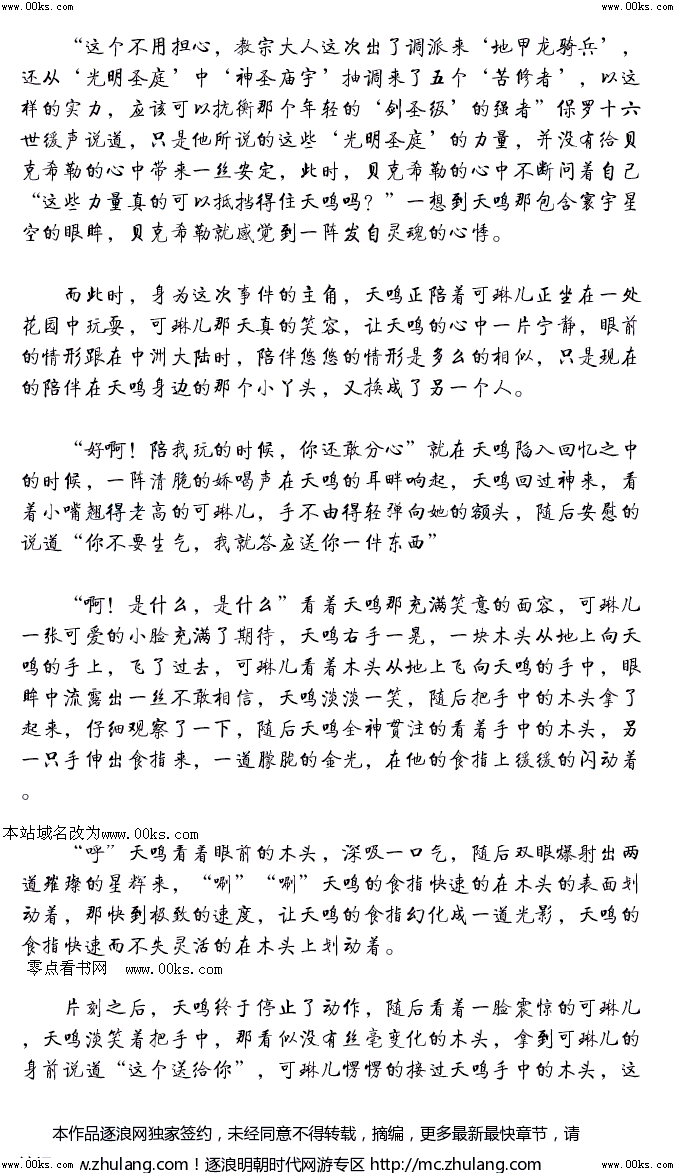 www.00ks.com www.00ks.com
“这个不用担心，教宗大人这次出了调派来‘地甲龙骑兵’，
还从‘光明圣庭’中‘神圣庙宇’抽调来了五个‘苦修者’，以这
样的实力，应该可以抗衡那个年轻的‘剑圣级’的强者”保罗十六
世缓声说道，只是他所说的这些‘光明圣庭’的力量，并没有给贝
克希勒的心中带来一丝安定，此时，贝克希勒的心中不断问着自己
“这些力量真的可以抵挡得住天鸣吗？”一想到天鸣那包含寰宇星
空的眼眸，贝克希勒就感觉到一阵发自灵魂的心悸。
而此时，身为这次事件的主角，天鸣正陪着可琳儿正坐在一处
花园中玩耍，可琳儿那天真的笑容，让天鸣的心中一片宁静，眼前
的情形跟在中洲大陆时，陪伴悠悠的情形是多么的相似，只是现在
的陪伴在天鸣身边的那个小丫头，又换成了另一个人。
“好啊！陪我玩的时候，你还敢分心”就在天鸣陷入回忆之中
的时候，一阵清脆的娇喝声在天鸣的耳畔响起，天鸣回过神来，看
着小嘴翘得老高的可琳儿，手不由得轻弹向她的额头，随后安慰的
说道“你不要生气，我就答应送你一件东西”
“啊！是什么，是什么”看着天鸣那充满笑意的面容，可琳儿
一张可爱的小脸充满了期待，天鸣右手一晃，一块木头从地上向天
鸣的手上，飞了过去，可琳儿看着木头从地上飞向天鸣的手中，眼
眸中流露出一丝不敢相信，天鸣淡淡一笑，随后把手中的木头拿了
起来，仔细观察了一下，随后天鸣全神贯注的看着手中的木头，另
一只手伸出食指来，一道朦胧的金光，在他的食指上缓缓的闪动着
。
本站域名改为www.00ks.com
“呼”天鸣看着眼前的木头，深吸一口气，随后双眼爆射出两
道璀璨的星辉来，“唰”“唰”天鸣的食指快速的在木头的表面划
动着，那快到极致的速度，让天鸣的食指幻化成一道光影，天鸣的
食指快速而不失灵活的在木头上划动着。
零点看书网 www.00ks.com
片刻之后，天鸣终于停止了动作，随后看着一脸震惊的可琳儿
，天鸣淡笑着把手中，那看似没有丝毫变化的木头，拿到可琳儿的
身前说道“这个送给你”，可琳儿愣愣的接过天鸣手中的木头，这
本作品逐浪网独家签约，未经同意不得转载，摘编，更多最新最快章节，请
w.zhulang.com！逐浪明朝时代网游专区 http://mc.zhulang.com
www.00ks.com www.00ks.com